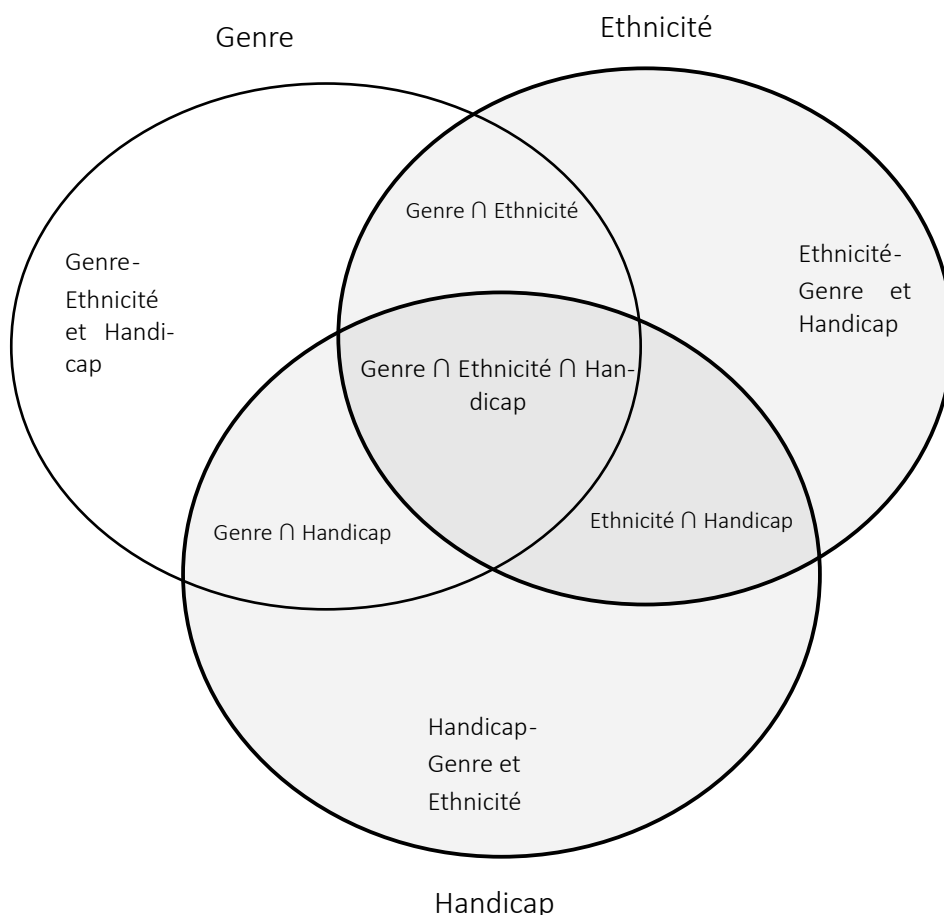 Genre
Ethnicité
Genre ∩ Ethnicité
Genre-
Ethnicité
et Handi-
cap
Ethnicité-
Genre et
Handicap
Genre ∩ Ethnicité ∩ Han-
dicap
Genre ∩ Handicap
Ethnicité ∩ Handicap
Handicap-
Genre et
Ethnicité
Handicap